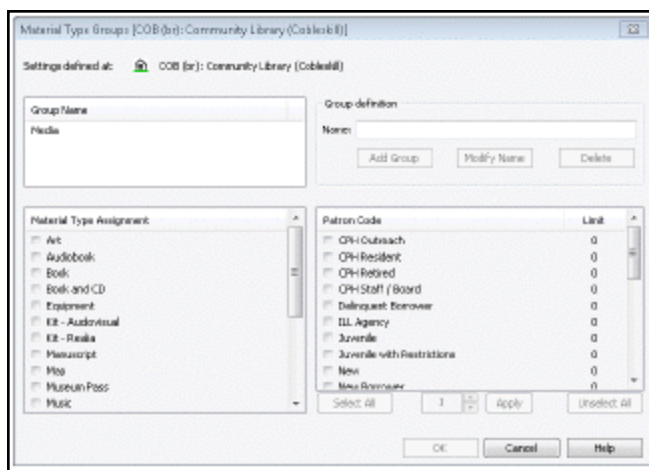 Material Type Groups [COB (br): Community Library (Cobleskill)]
Settings defined at: COB (br): Community Library (Cobleskill)
Group Name
Media
Group definition
Name:
Add Group Modify Name Delete
Material Type Assignment
Art
Audiobook
Book
Book and CD
Equipment
Kit - Audiovisual
Kit - Realia
Manuscript
Map
Museum Pass
Music
Patron Code Limit
CPH Outreach 0
CPH Resident 0
CPH Retired 0
CPH Staff / Board 0
Delinquent Borrower 0
ILL Agency 0
Juvenile 0
Juvenile with Restrictions 0
New 0
New Borrower 0
Select All 1 Apply Unselect All
OK Cancel Help